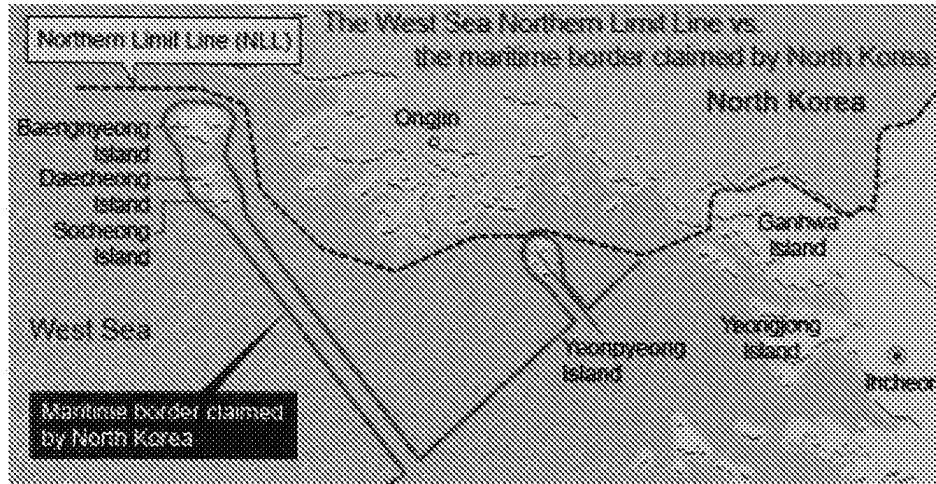 The West Sea Northern Limit Line vs.
the maritime border claimed by North Korea
Northern Limit Line (NLL)
North Korea
Ongjin
Baengnyeong
Island
Daecheong
Island
Socheong
Island
Ganhwa
Island
West Sea
Yeonpyeong
Island
Yeongjong
Island
Incheon
Maritime border claimed
by North Korea